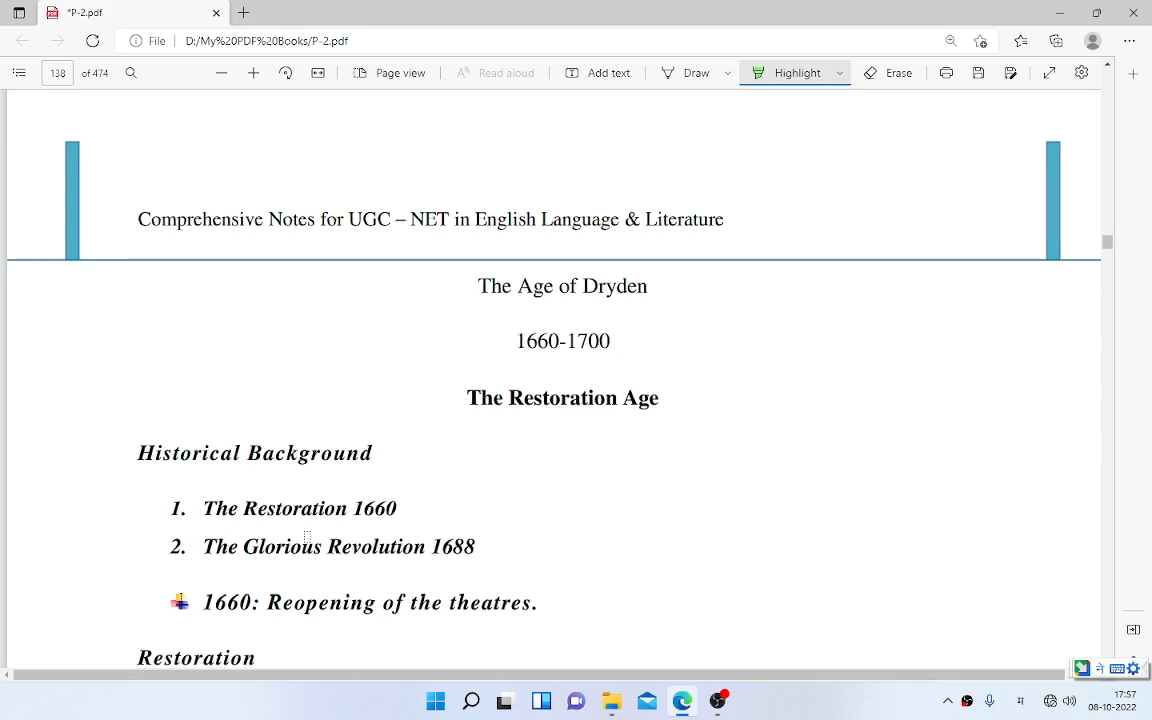 *P-2.pdf
File D:/My%20PDF%20Books/P-2.pdf
138 of 474 Page view Read aloud Add text Draw Highlight Erase
Comprehensive Notes for UGC – NET in English Language & Literature
The Age of Dryden
1660-1700
The Restoration Age
Historical Background
1. The Restoration 1660
2. The Glorious Revolution 1688
1660: Reopening of the theatres.
Restoration
17:57
08-10-2022